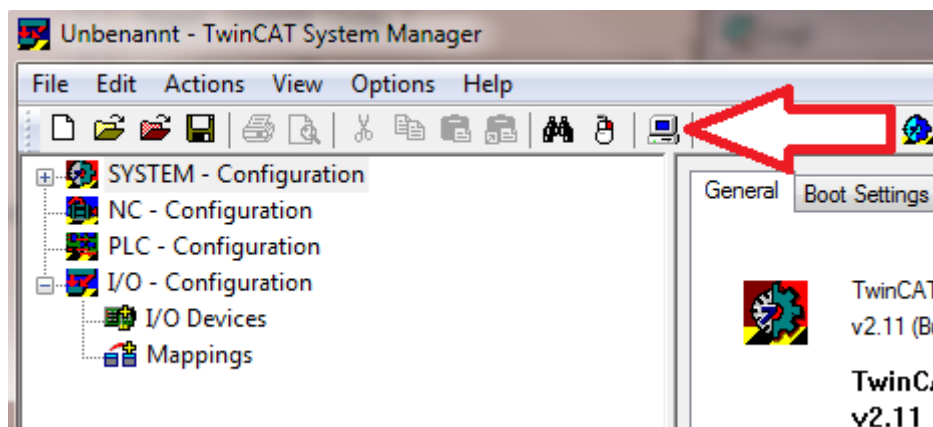 Unbenannt - TwinCAT System Manager
File Edit Actions View Options Help
SYSTEM - Configuration
NC - Configuration
PLC - Configuration
I/O - Configuration
I/O Devices
Mappings
General Boot Settings
TwinCAT
v2.11
v2.11